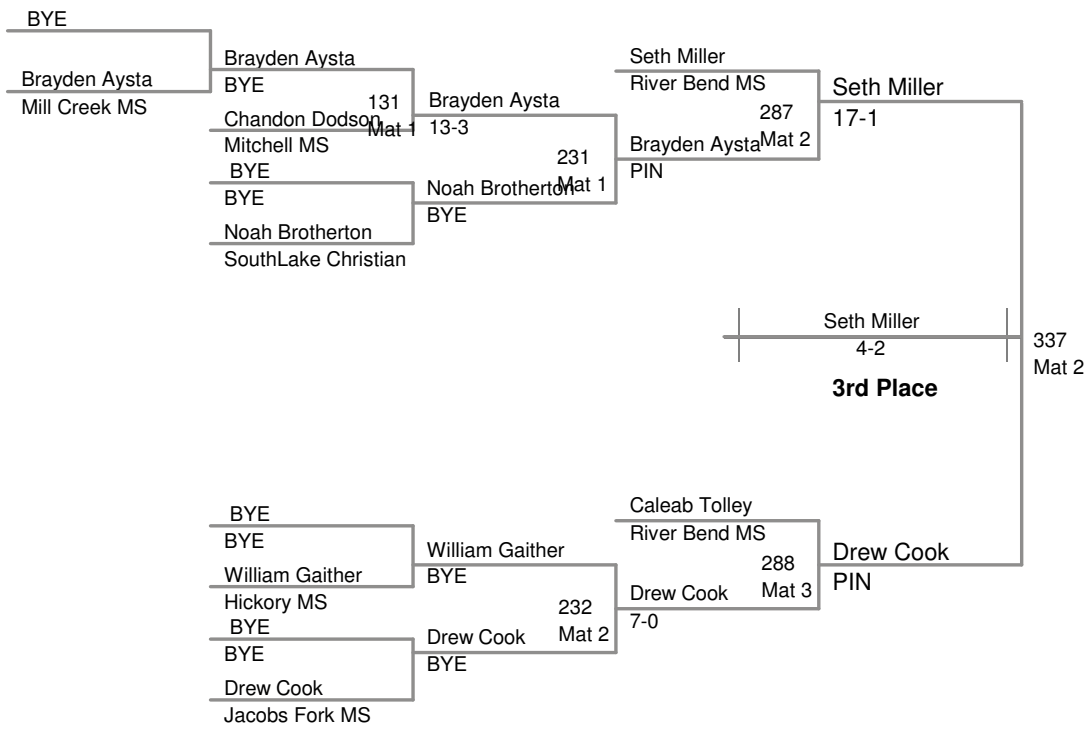 BYE
Brayden Aysta
Mill Creek MS
Brayden Aysta
BYE
Chandon Dodson
Mitchell MS
131
Mat 1
BYE
BYE
Noah Brotherton
SouthLake Christian
Brayden Aysta
13-3
Noah Brotherton
BYE
231
Mat 1
Seth Miller
River Bend MS
Brayden Aysta
PIN
287
Mat 2
Seth Miller
17-1
Seth Miller
4-2
3rd Place
337
Mat 2
BYE
BYE
William Gaither
Hickory MS
BYE
BYE
Drew Cook
Jacobs Fork MS
William Gaither
BYE
Drew Cook
BYE
232
Mat 2
Caleab Tolley
River Bend MS
Drew Cook
7-0
288
Mat 3
Drew Cook
PIN